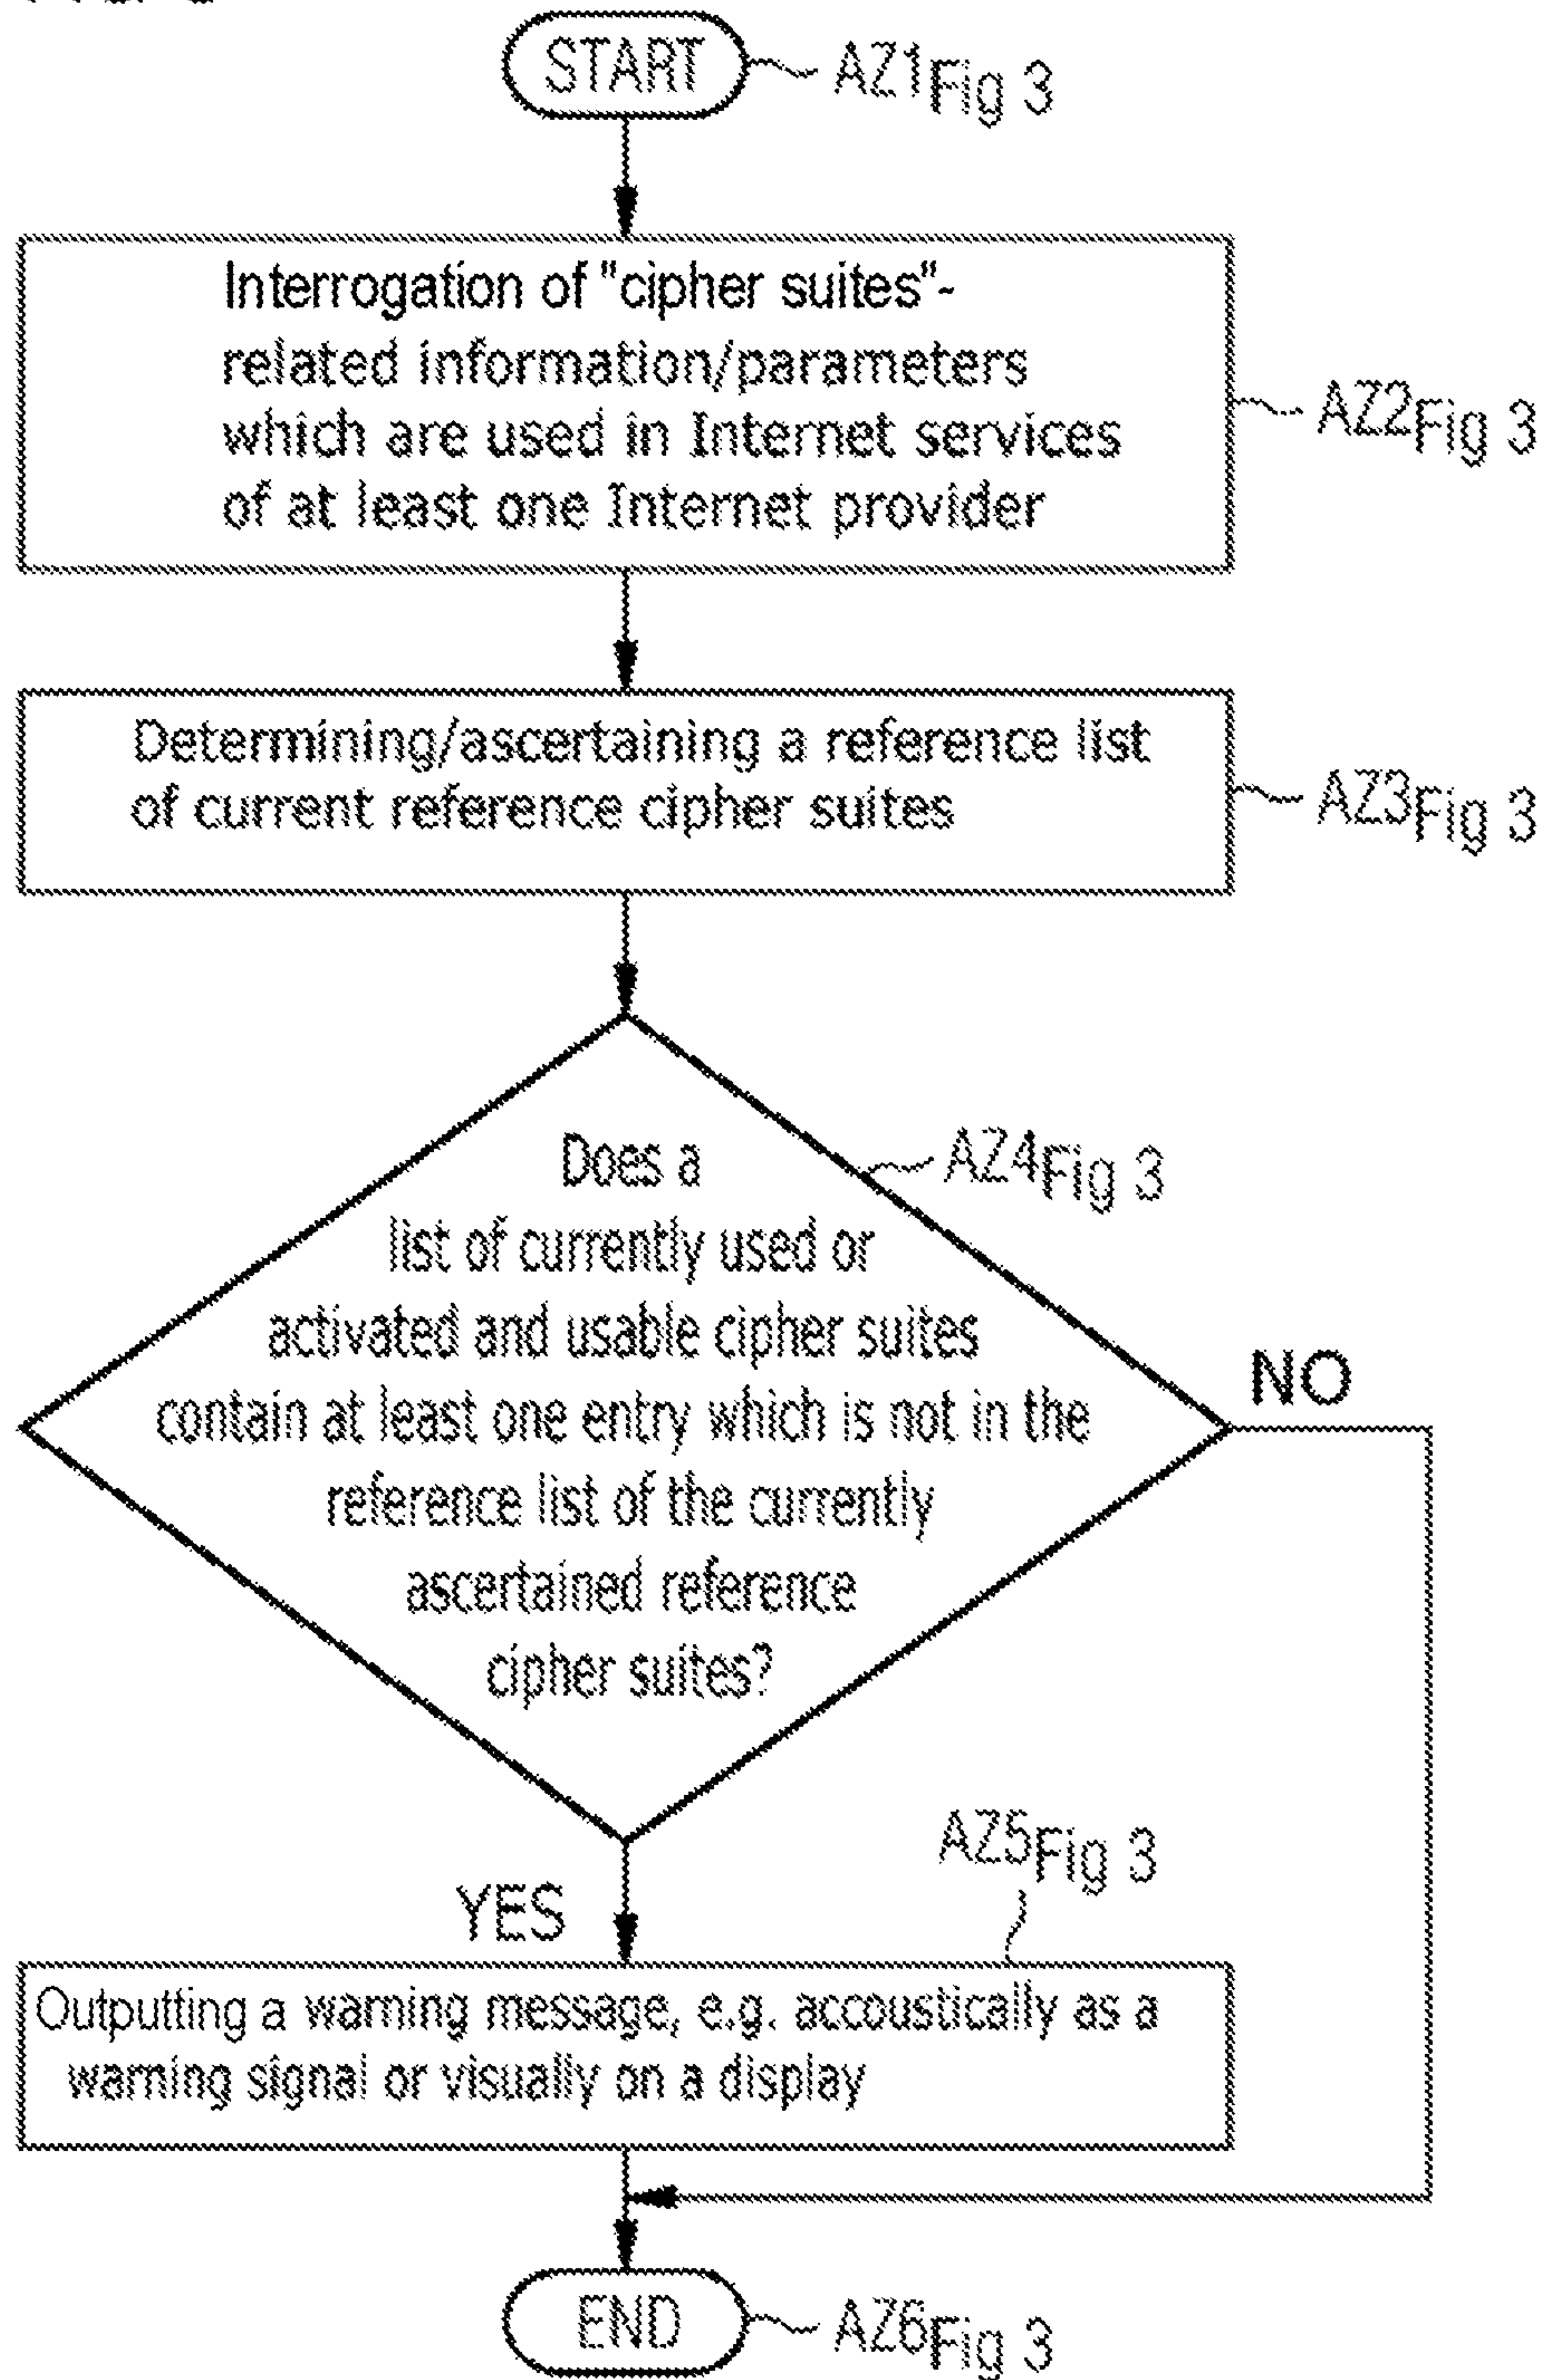 START
AZ1Fig 3
Interrogation of "cipher suites"-
related information/parameters
which are used in Internet services
of at least one Internet provider
AZ2Fig 3
Determining/ascertaining a reference list
of current reference cipher suites
AZ3Fig 3
Does a
list of currently used or
activated and usable cipher suites
contain at least one entry which is not in the
reference list of the currently
ascertained reference
cipher suites?
AZ4Fig 3
NO
YES
AZ5Fig 3
Outputting a warning message, e.g. accoustically as a
warning signal or visually on a display
END
AZ6Fig 3